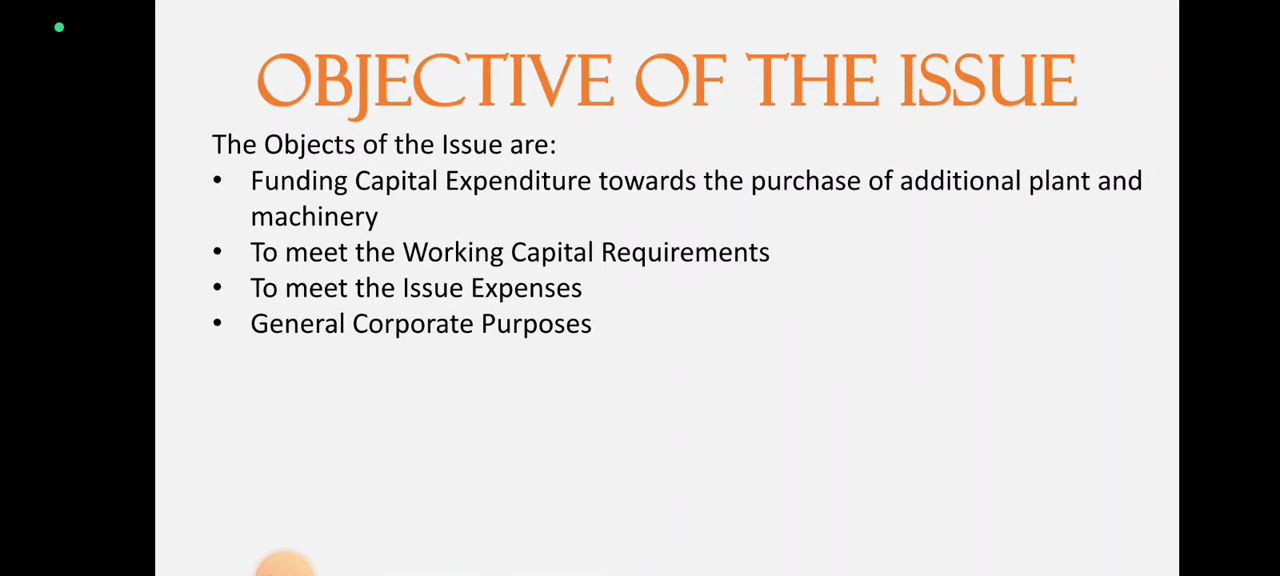 OBJECTIVE OF THE ISSUE
The Objects of the Issue are:
• Funding Capital Expenditure towards the purchase of additional plant and
machinery
• To meet the Working Capital Requirements
• To meet the Issue Expenses
• General Corporate Purposes